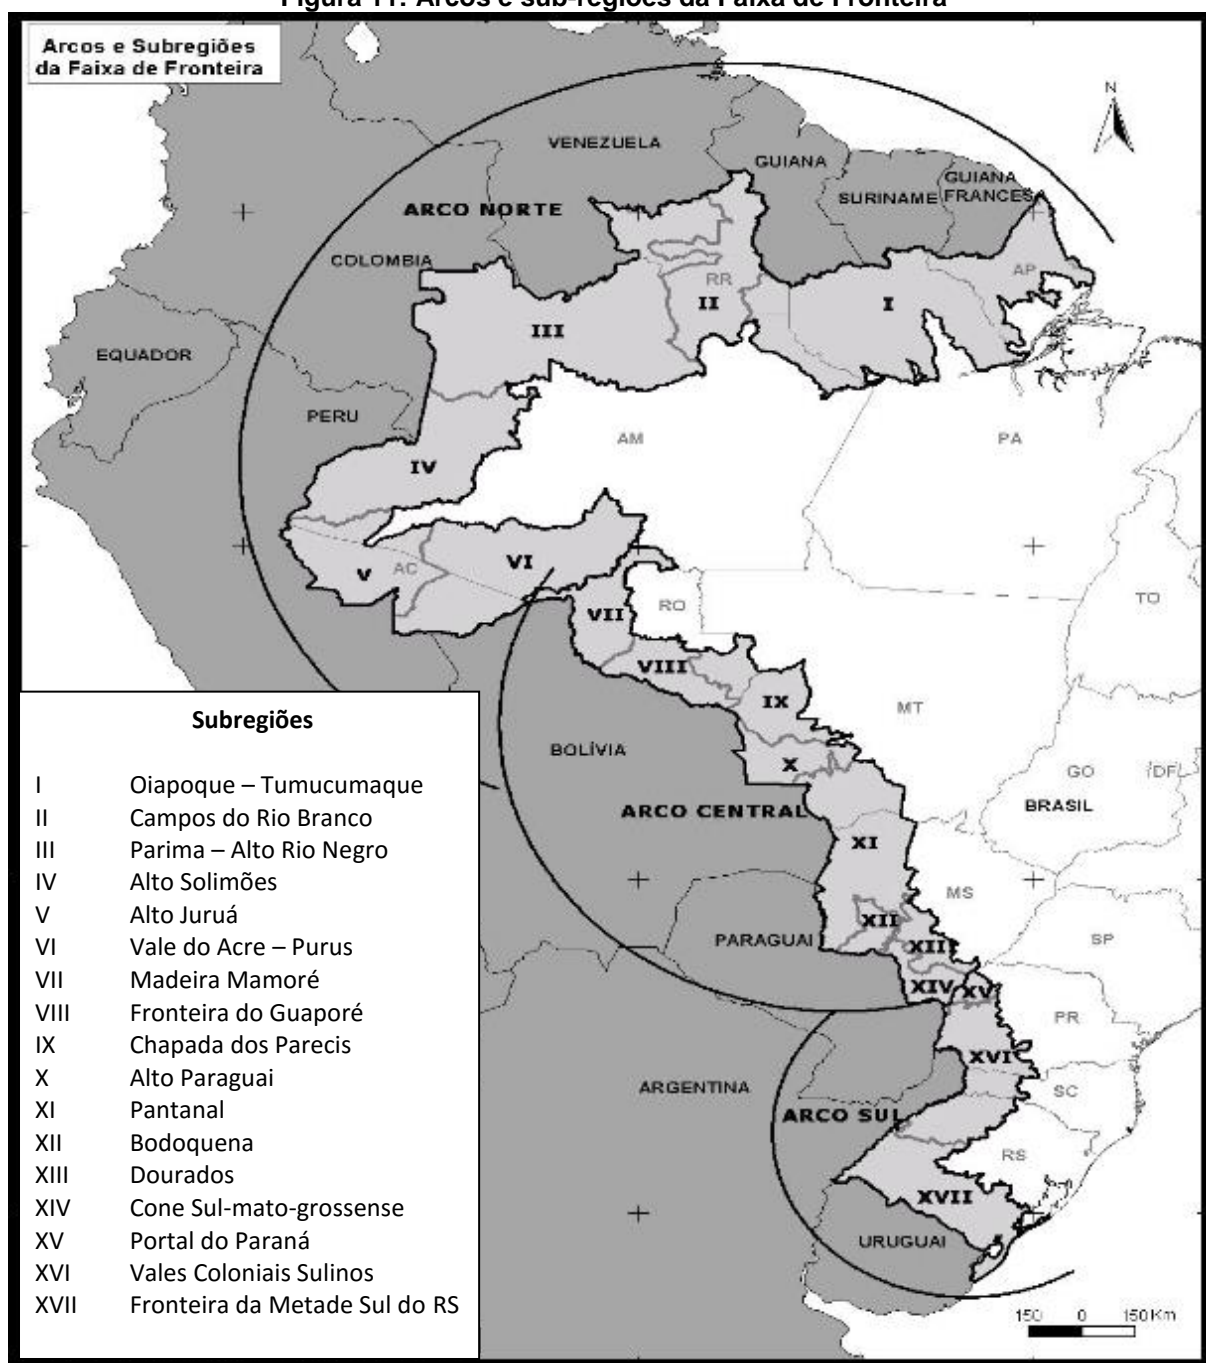 Figura 11: Arcos e sub-regiões da Faixa de Fronteira
Arcos e Subregiões
da Faixa de Fronteira
N
VENEZUELA
GUIANA
SURINAME
GUIANA
FRANCESA
ARCO NORTE
COLOMBIA
RR
AP
II
I
III
EQUADOR
PERU
AM
PA
IV
V
AC
VI
TO
VII
RO
VIII
IX
MT
BOLÍVIA
X
GO
DF
BRASIL
ARCO CENTRAL
XI
MS
XII
PARAGUAI
XIII
SP
XIV
XV
PR
XVI
ARGENTINA
SC
ARCO SUL
RS
XVII
URUGUAI
150 0 150 Km
Subregiões
I Oiapoque – Tumucumaque
II Campos do Rio Branco
III Parima – Alto Rio Negro
IV Alto Solimões
V Alto Juruá
VI Vale do Acre – Purus
VII Madeira Mamoré
VIII Fronteira do Guaporé
IX Chapada dos Parecis
X Alto Paraguai
XI Pantanal
XII Bodoquena
XIII Dourados
XIV Cone Sul-mato-grossense
XV Portal do Paraná
XVI Vales Coloniais Sulinos
XVII Fronteira da Metade Sul do RS